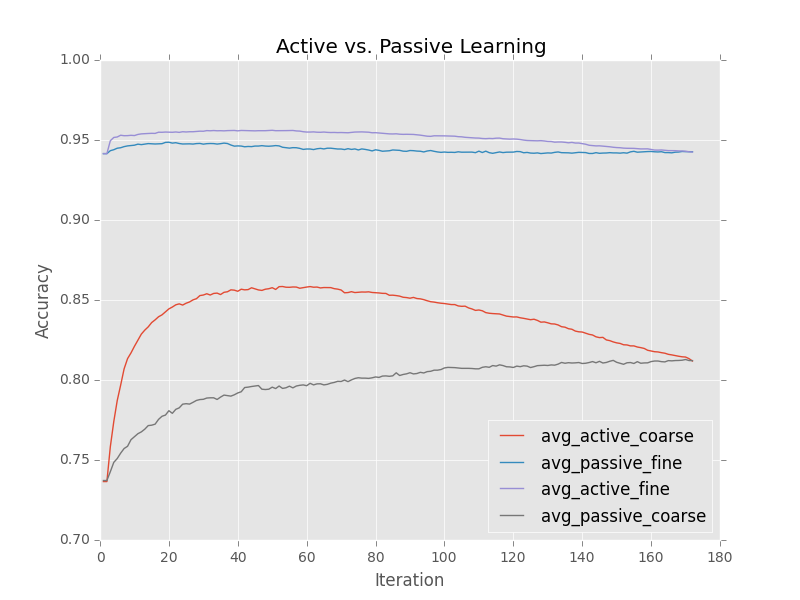 Active vs. Passive Learning
1.00
0.95
0.90
0.85
0.80
0.75
0.70
Accuracy
avg_active_coarse
avg_passive_fine
avg_active_fine
avg_passive_coarse
0 20 40 60 80 100 120 140 160 180
Iteration